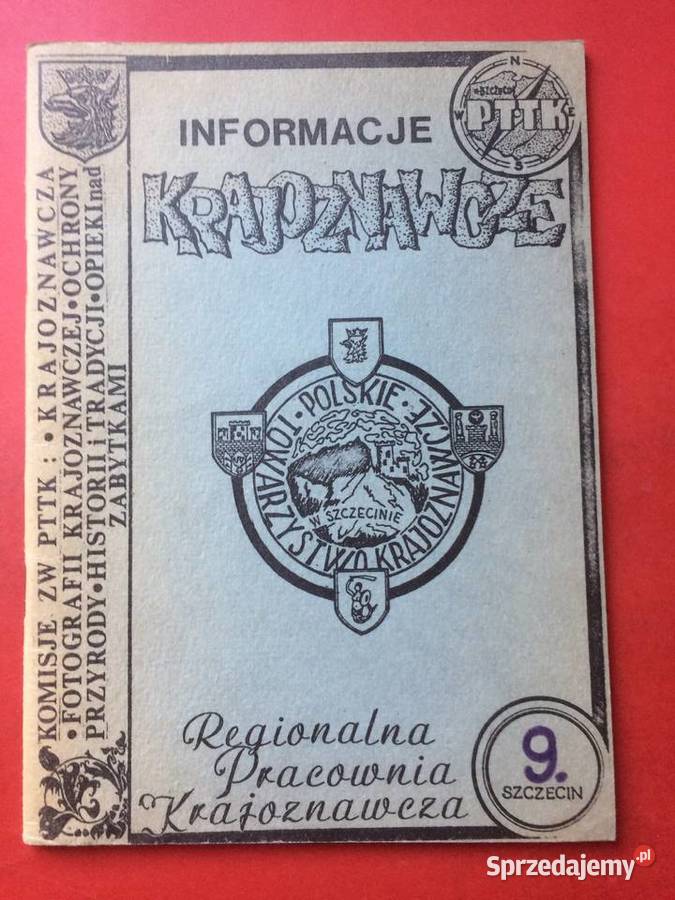 INFORMACJE
KRAJOZNAWCZE
N
W
E
S
SZCZECIN
PTTK
KOMISJE ZW PTTK : • KRAJOZNAWCZA
• FOTOGRAFII KRAJOZNAWCZEJ • OCHRONY
PRZYRODY • HISTORII i TRADYCJI • OPIEKI nad
ZABYTKAMI
• POLSKIE •
TOWARZYSTWO KRAJOZNAWCZE
W SZCZECINIE
Regionalna
Pracownia
Krajoznawcza
9.
SZCZECIN
Sprzedajemy.pl